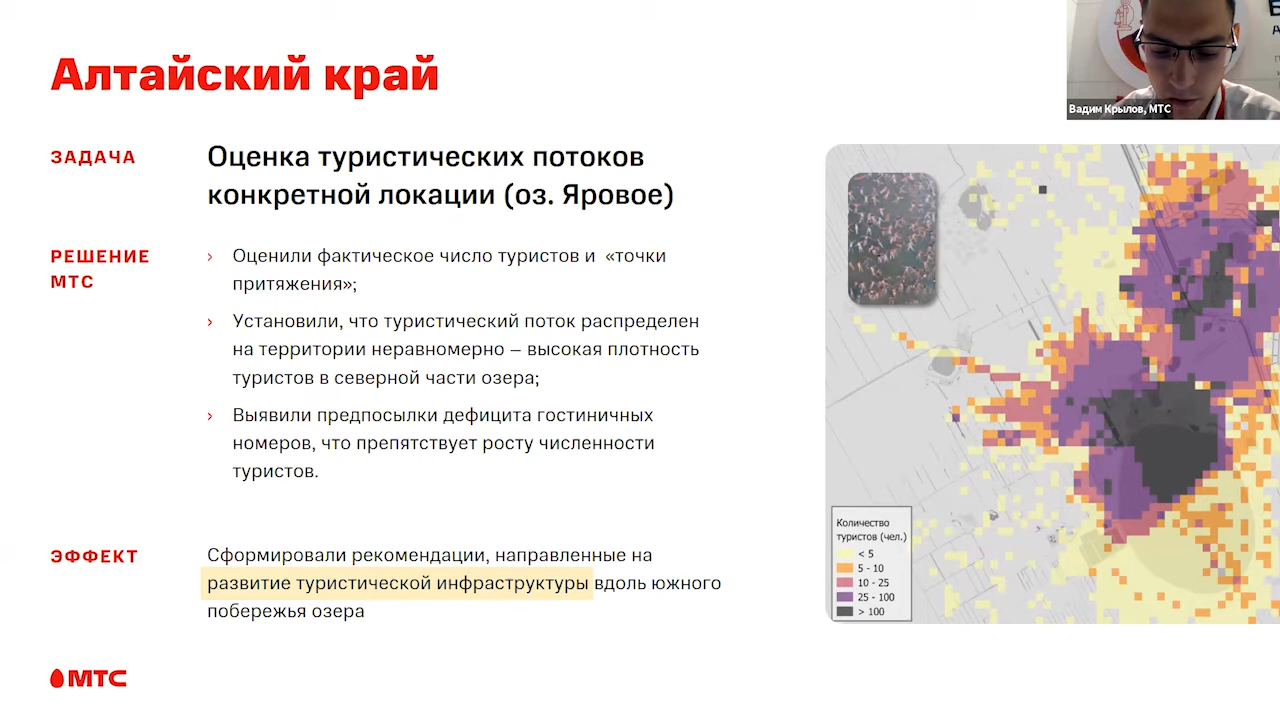 Алтайский край
Вадим Крылов, МТС
ЗАДАЧА
Оценка туристических потоков
конкретной локации (оз. Яровое)
РЕШЕНИЕ
МТС
› Оценили фактическое число туристов и «точки
притяжения»;
› Установили, что туристический поток распределен
на территории неравномерно – высокая плотность
туристов в северной части озера;
› Выявили предпосылки дефицита гостиничных
номеров, что препятствует росту численности
туристов.
ЭФФЕКТ
Сформировали рекомендации, направленные на
развитие туристической инфраструктуры вдоль южного
побережья озера
Количество
туристов (чел.)
< 5
5 - 10
10 - 25
25 - 100
> 100
МТС